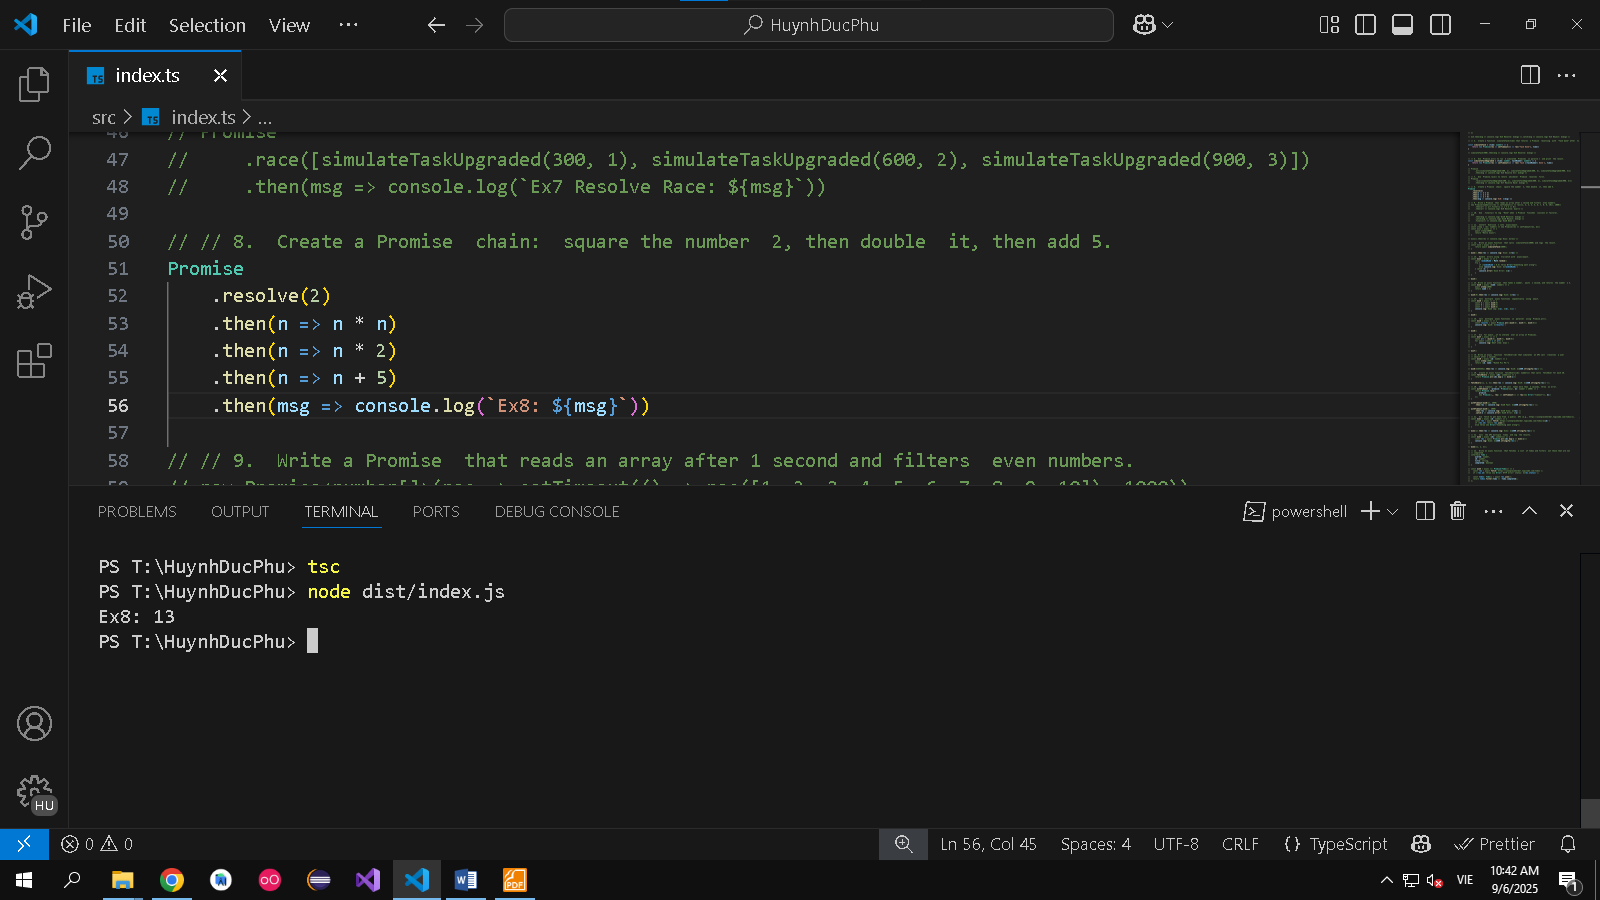 File Edit Selection View ··· HuynhDucPhu
index.ts
src > index.ts > ...
46 // Promise
47 //     .race([simulateTaskUpgraded(300, 1), simulateTaskUpgraded(600, 2), simulateTaskUpgraded(900, 3)])
48 //     .then(msg => console.log(`Ex7 Resolve Race: ${msg}`))
49
50 // // 8.  Create a Promise  chain:  square the number  2, then double  it, then add 5.
51 Promise
52     .resolve(2)
53     .then(n => n * n)
54     .then(n => n * 2)
55     .then(n => n + 5)
56     .then(msg => console.log(`Ex8: ${msg}`))
57
58 // // 9.  Write a Promise  that reads an array after 1 second and filters  even numbers.
PROBLEMS OUTPUT TERMINAL PORTS DEBUG CONSOLE powershell
PS T:\HuynhDucPhu> tsc
PS T:\HuynhDucPhu> node dist/index.js
Ex8: 13
PS T:\HuynhDucPhu>
HU
0 0 Ln 56, Col 45 Spaces: 4 UTF-8 CRLF {} TypeScript Prettier
VIE 10:42 AM
9/6/2025 1